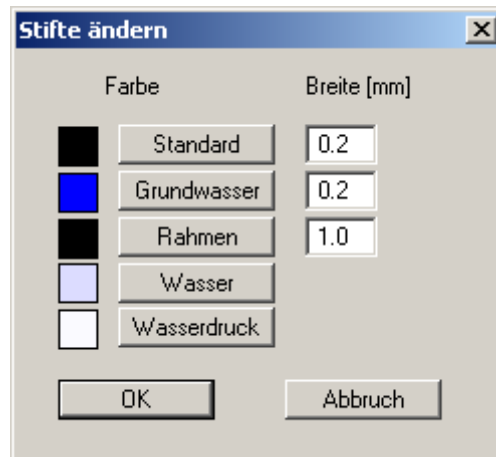 Stifte ändern
Farbe Breite [mm]
Standard 0.2
Grundwasser 0.2
Rahmen 1.0
Wasser
Wasserdruck
OK Abbruch